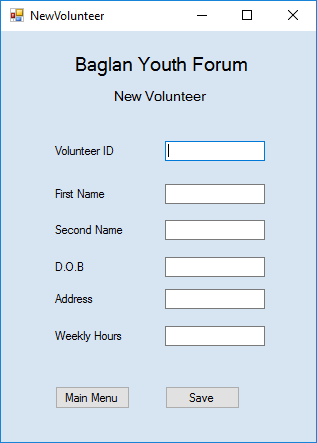 NewVolunteer
Baglan Youth Forum
New Volunteer
Volunteer ID
First Name
Second Name
D.O.B
Address
Weekly Hours
Main Menu Save